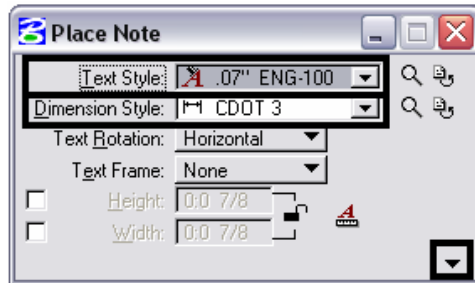 Place Note
Text Style: A .07" ENG-100
Dimension Style: CDOT 3
Text Rotation: Horizontal
Text Frame: None
Height: 0:0 7/8
Width: 0:0 7/8
A